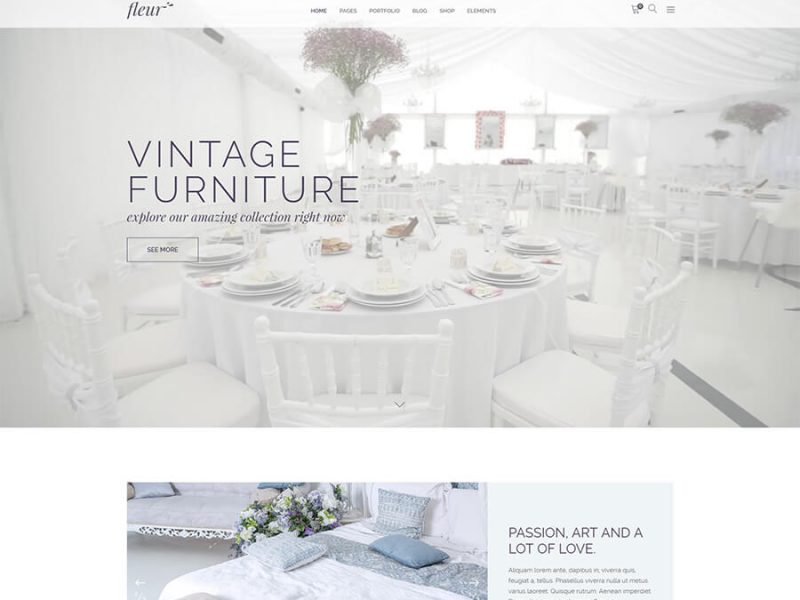 fleur
HOME PAGES PORTFOLIO BLOG SHOP ELEMENTS
0
VINTAGE
FURNITURE
explore our amazing collection right now
SEE MORE
PASSION, ART AND A
LOT OF LOVE.
Aliquam lorem ante, dapibus in, viverra quis,
feugiat a, tellus. Phasellus viverra nulla ut metus
varius laoreet. Quisque rutrum. Aenean imperdiet.